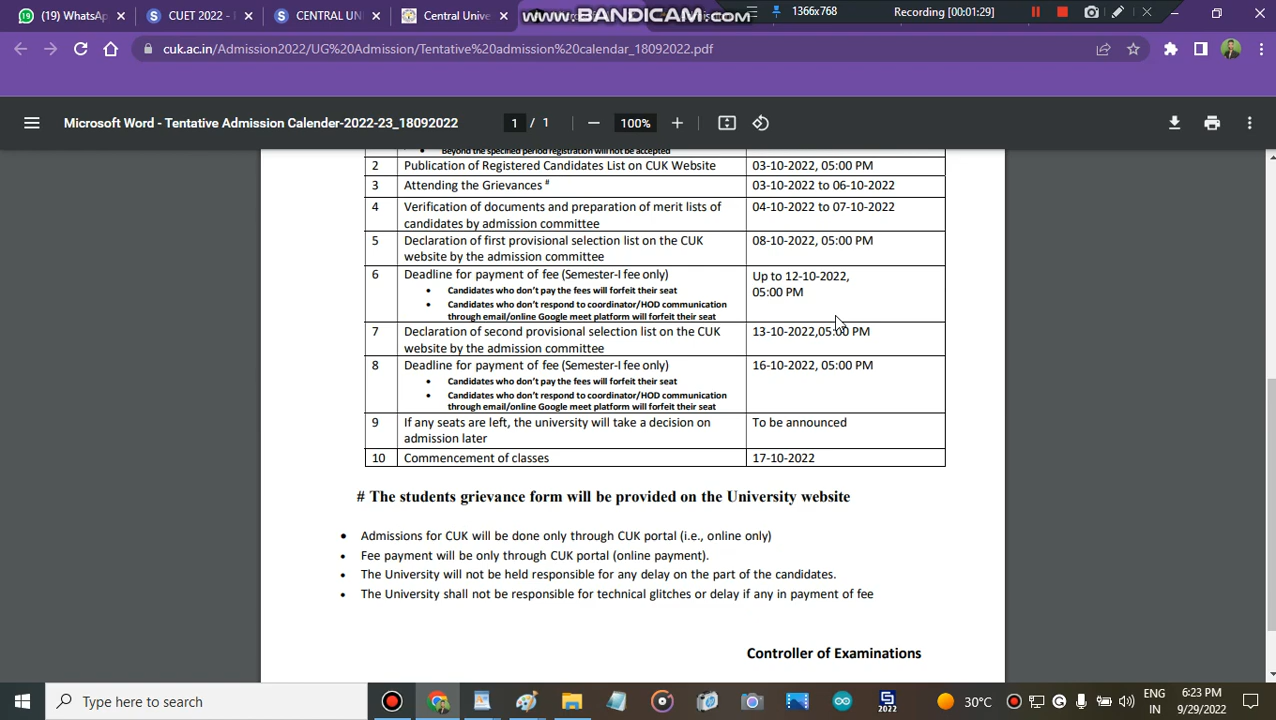 (19) WhatsA
CUET 2022 -
CENTRAL UN
Central Unive
www.BANDICAM.com
1366x768
Recording [00:01:29]
cuk.ac.in/Admission2022/UG%20Admission/Tentative%20admission%20calendar_18092022.pdf
Microsoft Word - Tentative Admission Calender-2022-23_18092022
1 / 1
100%
Beyond the specified period registration will not be accepted
2 Publication of Registered Candidates List on CUK Website 03-10-2022, 05:00 PM
3 Attending the Grievances # 03-10-2022 to 06-10-2022
4 Verification of documents and preparation of merit lists of 04-10-2022 to 07-10-2022
candidates by admission committee
5 Declaration of first provisional selection list on the CUK 08-10-2022, 05:00 PM
website by the admission committee
6 Deadline for payment of fee (Semester-I fee only) Up to 12-10-2022,
• Candidates who don't pay the fees will forfeit their seat 05:00 PM
• Candidates who don't respond to coordinator/HOD communication
through email/online Google meet platform will forfeit their seat
7 Declaration of second provisional selection list on the CUK 13-10-2022,05:00 PM
website by the admission committee
8 Deadline for payment of fee (Semester-I fee only) 16-10-2022, 05:00 PM
• Candidates who don't pay the fees will forfeit their seat
• Candidates who don't respond to coordinator/HOD communication
through email/online Google meet platform will forfeit their seat
9 If any seats are left, the university will take a decision on To be announced
admission later
10 Commencement of classes 17-10-2022
# The students grievance form will be provided on the University website
• Admissions for CUK will be done only through CUK portal (i.e., online only)
• Fee payment will be only through CUK portal (online payment).
• The University will not be held responsible for any delay on the part of the candidates.
• The University shall not be responsible for technical glitches or delay if any in payment of fee
Controller of Examinations
Type here to search
2022
30°C
ENG
IN
6:23 PM
9/29/2022